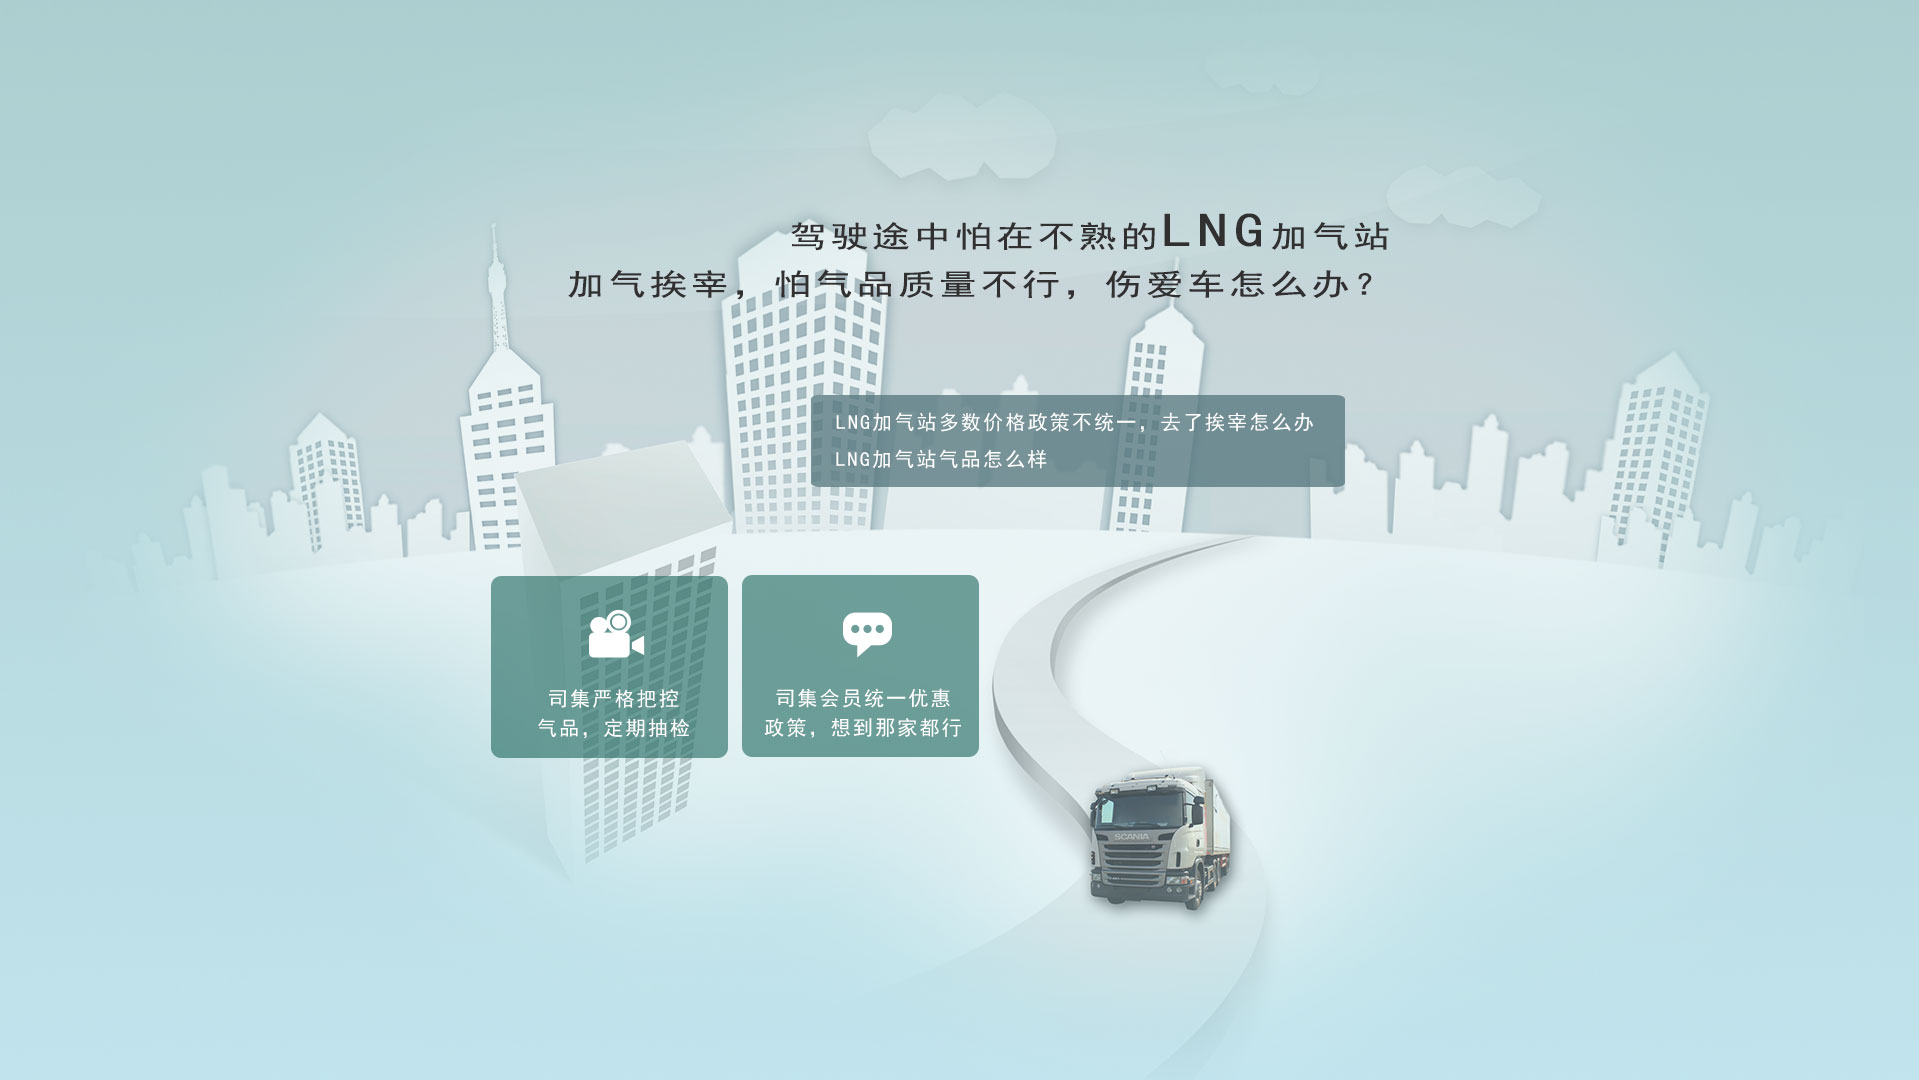 驾驶途中怕在不熟的LNG加气站
加气挨宰，怕气品质量不行，伤爱车怎么办？
LNG加气站多数价格政策不统一，去了挨宰怎么办
LNG加气站气品怎么样
司集严格把控
气品，定期抽检
司集会员统一优惠
政策，想到那家都行
SCANIA